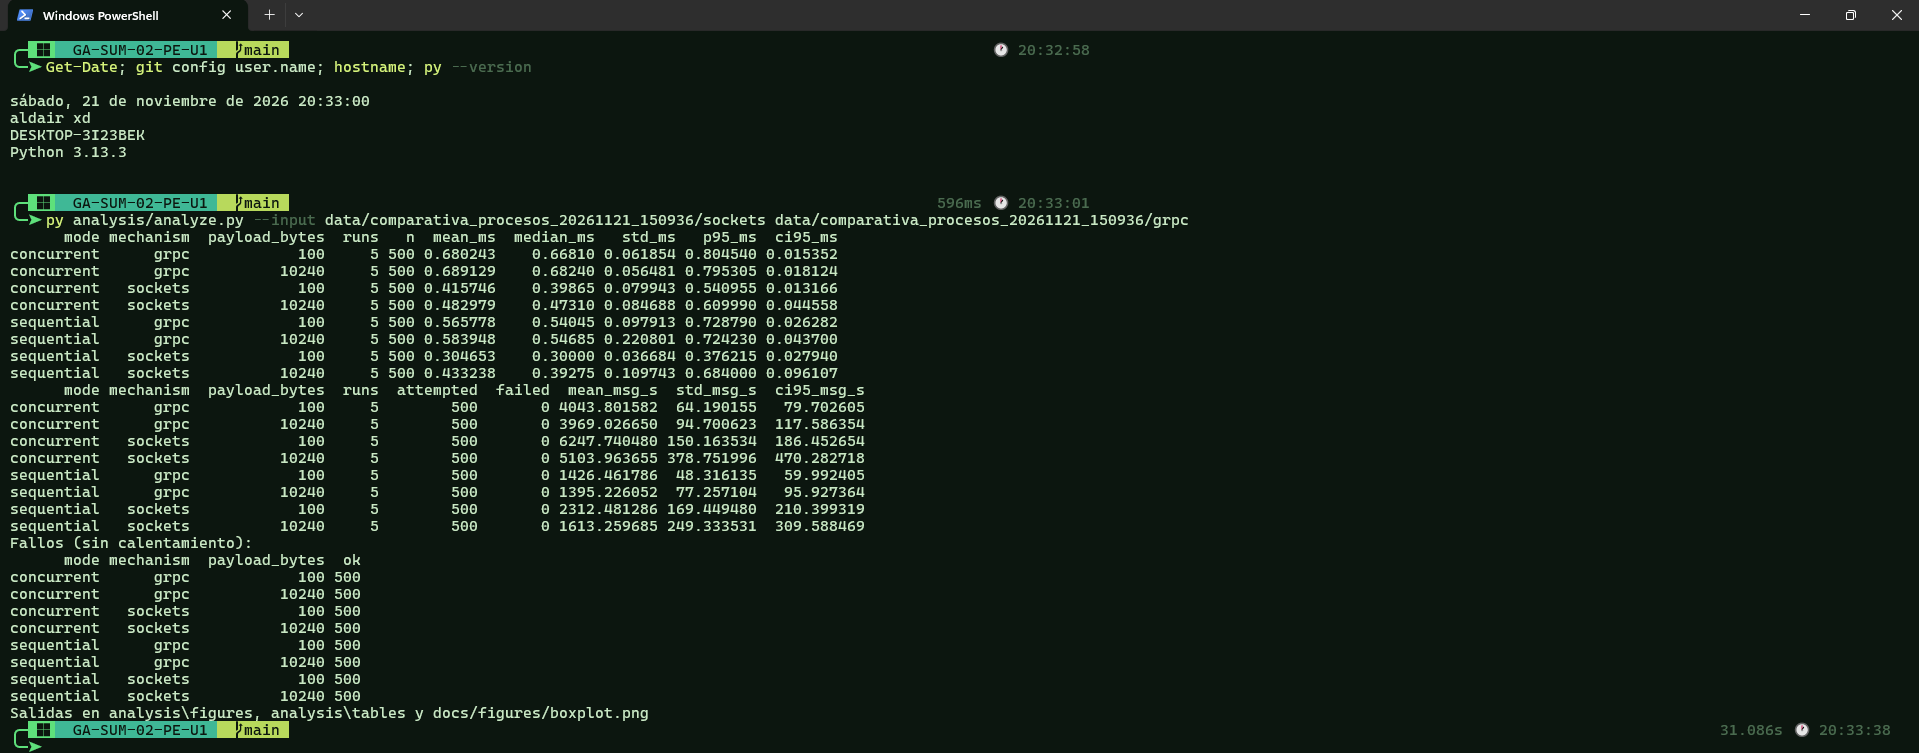 Windows PowerShell
GA-SUM-02-PE-U1 main 20:32:58
Get-Date; git config user.name; hostname; py --version
sábado, 21 de noviembre de 2026 20:33:00
aldair xd
DESKTOP-3I23BEK
Python 3.13.3
GA-SUM-02-PE-U1 main 596ms 20:33:01
py analysis/analyze.py --input data/comparativa_procesos_20261121_150936/sockets data/comparativa_procesos_20261121_150936/grpc
mode mechanism payload_bytes runs n mean_ms median_ms std_ms p95_ms ci95_ms
concurrent grpc 100 5 500 0.680243 0.66810 0.061854 0.804540 0.015352
concurrent grpc 10240 5 500 0.689129 0.68240 0.056481 0.795305 0.018124
concurrent sockets 100 5 500 0.415746 0.39865 0.079943 0.540955 0.013166
concurrent sockets 10240 5 500 0.482979 0.47310 0.084688 0.609990 0.044558
sequential grpc 100 5 500 0.565778 0.54045 0.097913 0.728790 0.026282
sequential grpc 10240 5 500 0.583948 0.54685 0.220801 0.724230 0.043700
sequential sockets 100 5 500 0.304653 0.30000 0.036684 0.376215 0.027940
sequential sockets 10240 5 500 0.433238 0.39275 0.109743 0.684000 0.096107
mode mechanism payload_bytes runs attempted failed mean_msg_s std_msg_s ci95_msg_s
concurrent grpc 100 5 500 0 4043.801582 64.190155 79.702605
concurrent grpc 10240 5 500 0 3969.026650 94.700623 117.586354
concurrent sockets 100 5 500 0 6247.740480 150.163534 186.452654
concurrent sockets 10240 5 500 0 5103.963655 378.751996 470.282718
sequential grpc 100 5 500 0 1426.461786 48.316135 59.992405
sequential grpc 10240 5 500 0 1395.226052 77.257104 95.927364
sequential sockets 100 5 500 0 2312.481286 169.449480 210.399319
sequential sockets 10240 5 500 0 1613.259685 249.333531 309.588469
Fallos (sin calentamiento):
mode mechanism payload_bytes ok
concurrent grpc 100 500
concurrent grpc 10240 500
concurrent sockets 100 500
concurrent sockets 10240 500
sequential grpc 100 500
sequential grpc 10240 500
sequential sockets 100 500
sequential sockets 10240 500
Salidas en analysis\figures, analysis\tables y docs/figures/boxplot.png
GA-SUM-02-PE-U1 main 31.086s 20:33:38